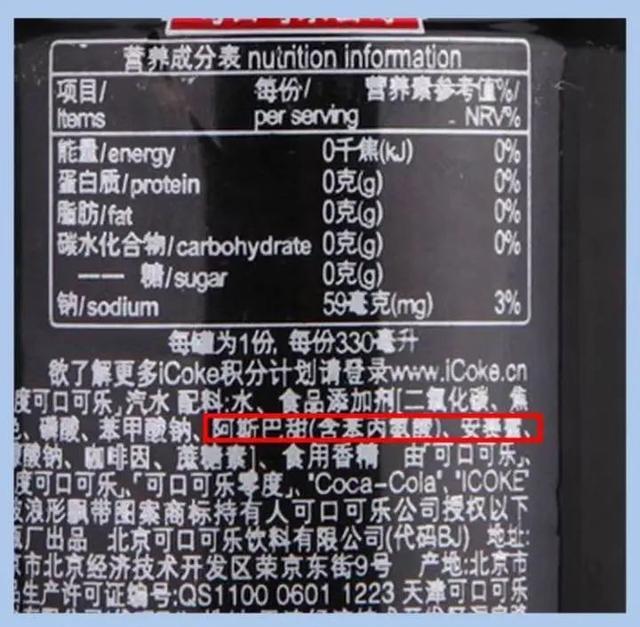 营养成分表 nutrition information
项目/ 每份/ 营养素参考值%/
Items per serving NRV%
能量/energy 0千焦(kJ) 0%
蛋白质/protein 0克(g) 0%
脂肪/fat 0克(g) 0%
碳水化合物/carbohydrate 0克(g) 0%
—— 糖/sugar 0克(g)
钠/sodium 59毫克(mg) 3%
每罐为1份, 每份330毫升
欲了解更多iCoke积分计划请登录www.iCoke.cn
度可口可乐」汽水 配料:水、食品添加剂[二氧化碳、焦
、磷酸、苯甲酸钠、阿斯巴甜(含苯丙氨酸)、安赛蜜、
酸钠、咖啡因、蔗糖素]、食用香精 由「可口可乐」、
度可口可乐」、「可口可乐零度」、"Coca-Cola", "ICOKE"
波浪形飘带图案商标持有人可口可乐公司授权以下
厂出品 北京可口可乐饮料有限公司(代码BJ) 地址:
京市北京经济技术开发区荣京东街9号 产地:北京市
品生产许可证编号:QS1100 0601 1223 天津可口可乐